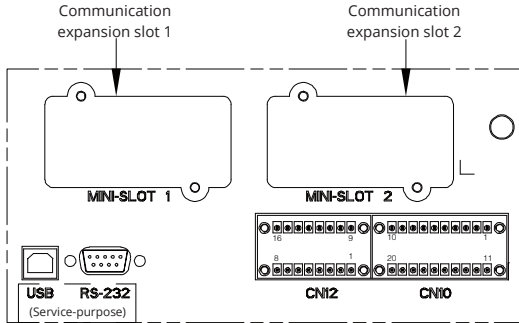 Communication
expansion slot 1
Communication
expansion slot 2
MINI-SLOT 1
MINI-SLOT 2
16 9 10 1
8 1 20 11
USB RS-232 CN12 CN10
(Service-purpose)